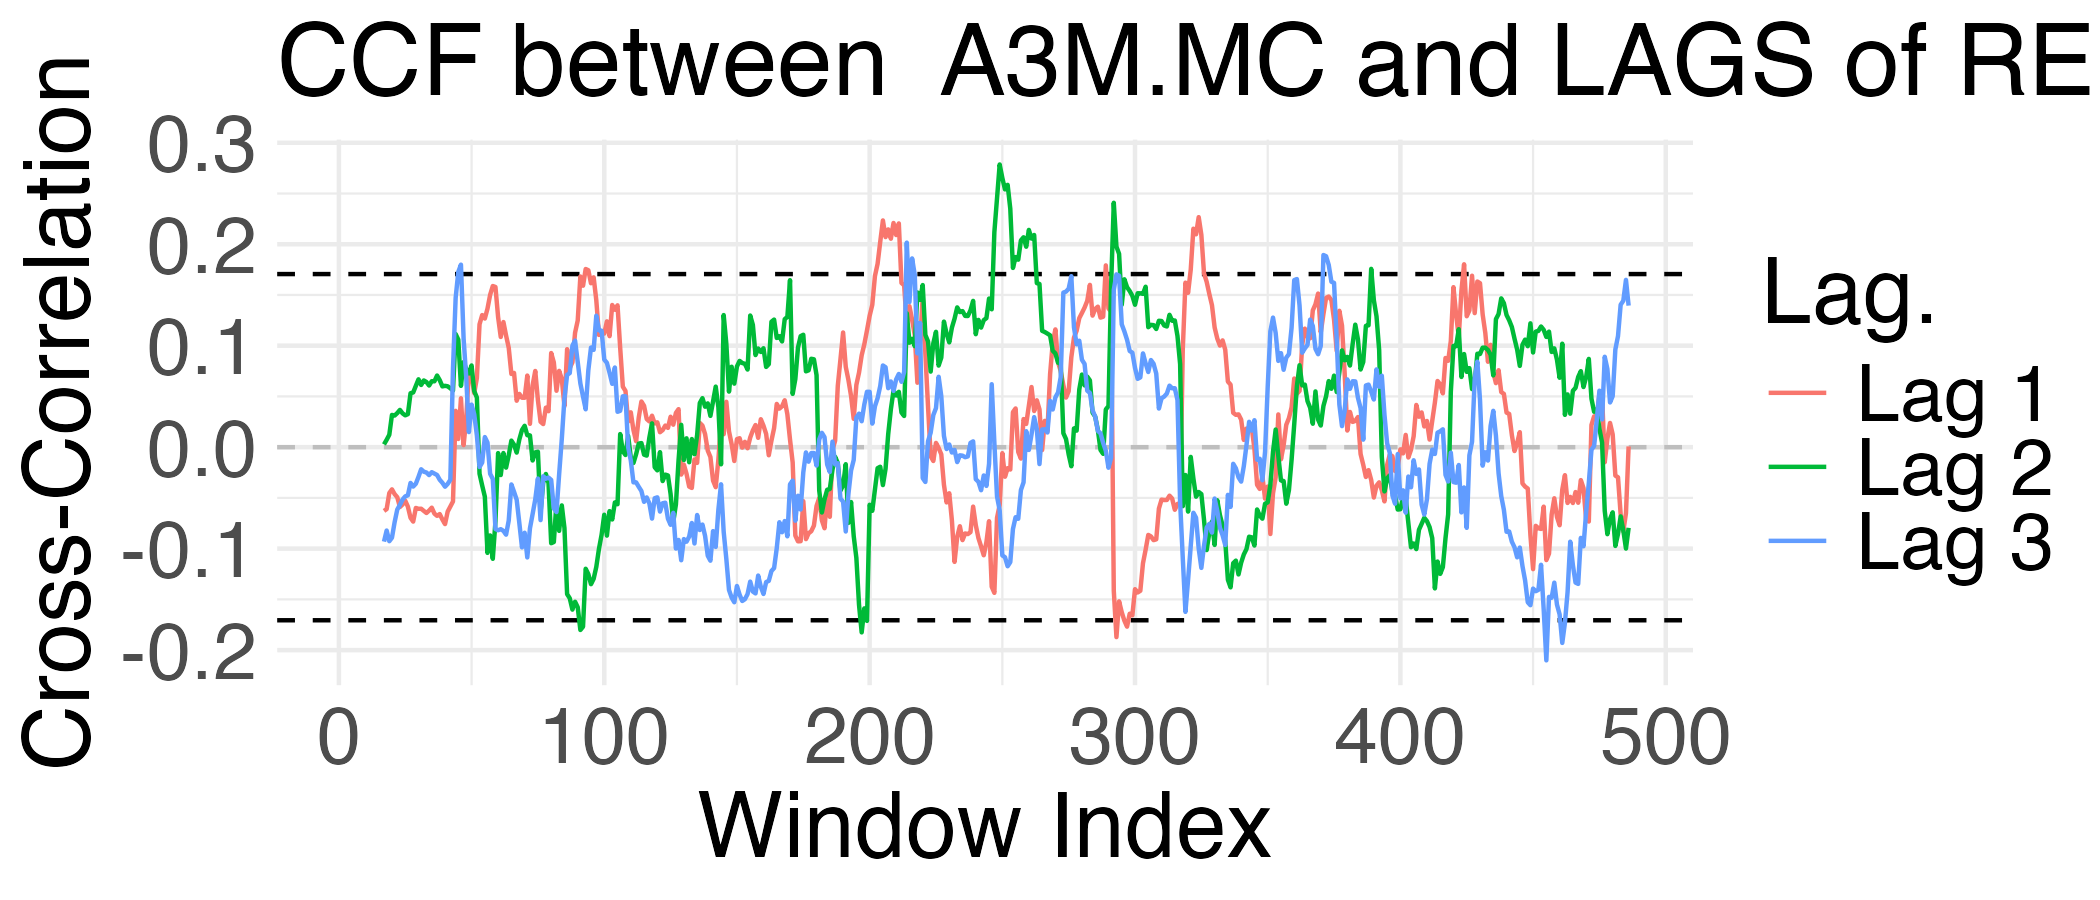 CCF between  A3M.MC and LAGS of RE
Cross-Correlation
0.3
0.2
0.1
0.0
-0.1
-0.2
0 100 200 300 400 500
Window Index
Lag.
Lag 1
Lag 2
Lag 3